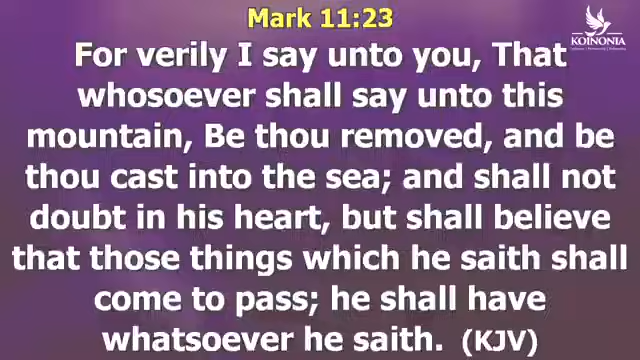 Mark 11:23
KOINONIA
For verily I say unto you, That
whosoever shall say unto this
mountain, Be thou removed, and be
thou cast into the sea; and shall not
doubt in his heart, but shall believe
that those things which he saith shall
come to pass; he shall have
whatsoever he saith. (KJV)